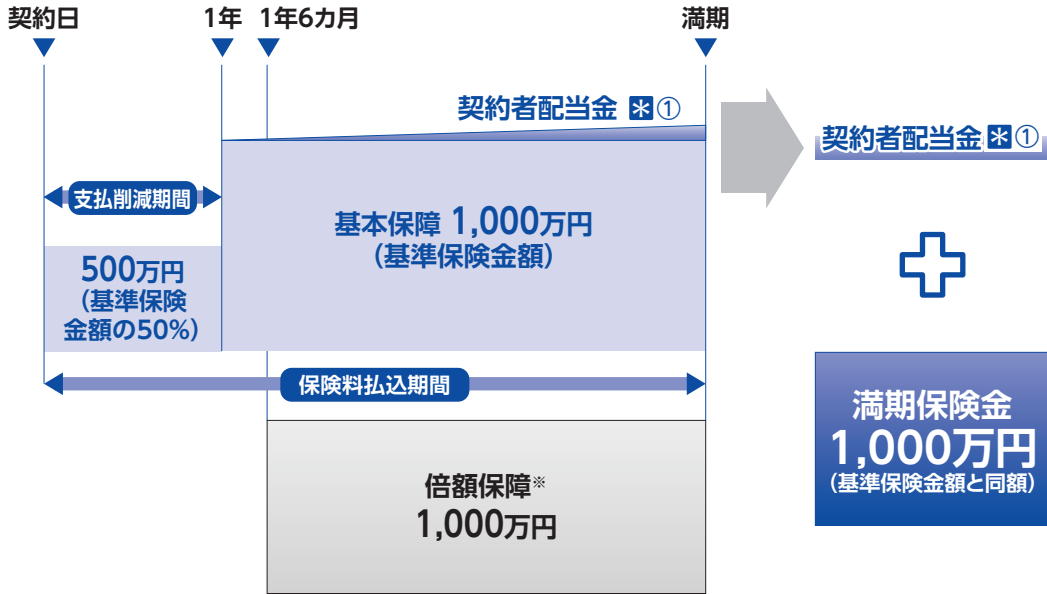 契約日
1年
1年6カ月
満期
契約者配当金 *①
契約者配当金*①
支払削減期間
基本保障 1,000万円
(基準保険金額)
500万円
(基準保険
金額の50%)
保険料払込期間
満期保険金
1,000万円
(基準保険金額と同額)
倍額保障※
1,000万円